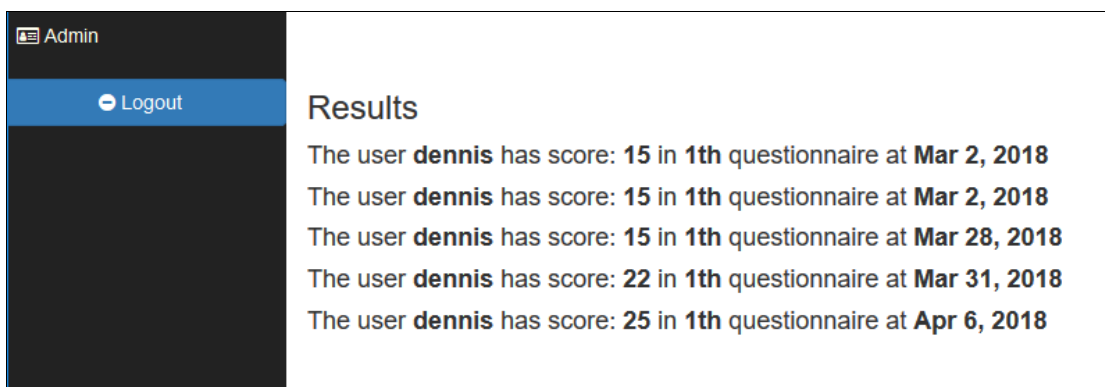 Admin
Logout
Results
The user dennis has score: 15 in 1th questionnaire at Mar 2, 2018
The user dennis has score: 15 in 1th questionnaire at Mar 2, 2018
The user dennis has score: 15 in 1th questionnaire at Mar 28, 2018
The user dennis has score: 22 in 1th questionnaire at Mar 31, 2018
The user dennis has score: 25 in 1th questionnaire at Apr 6, 2018